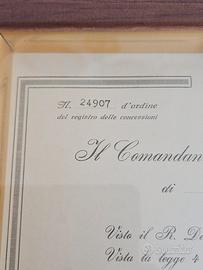 N. 24907 d'ordine
del registro delle concessioni
Il Comandan
di
Visto il R. De
Vista la legge 4